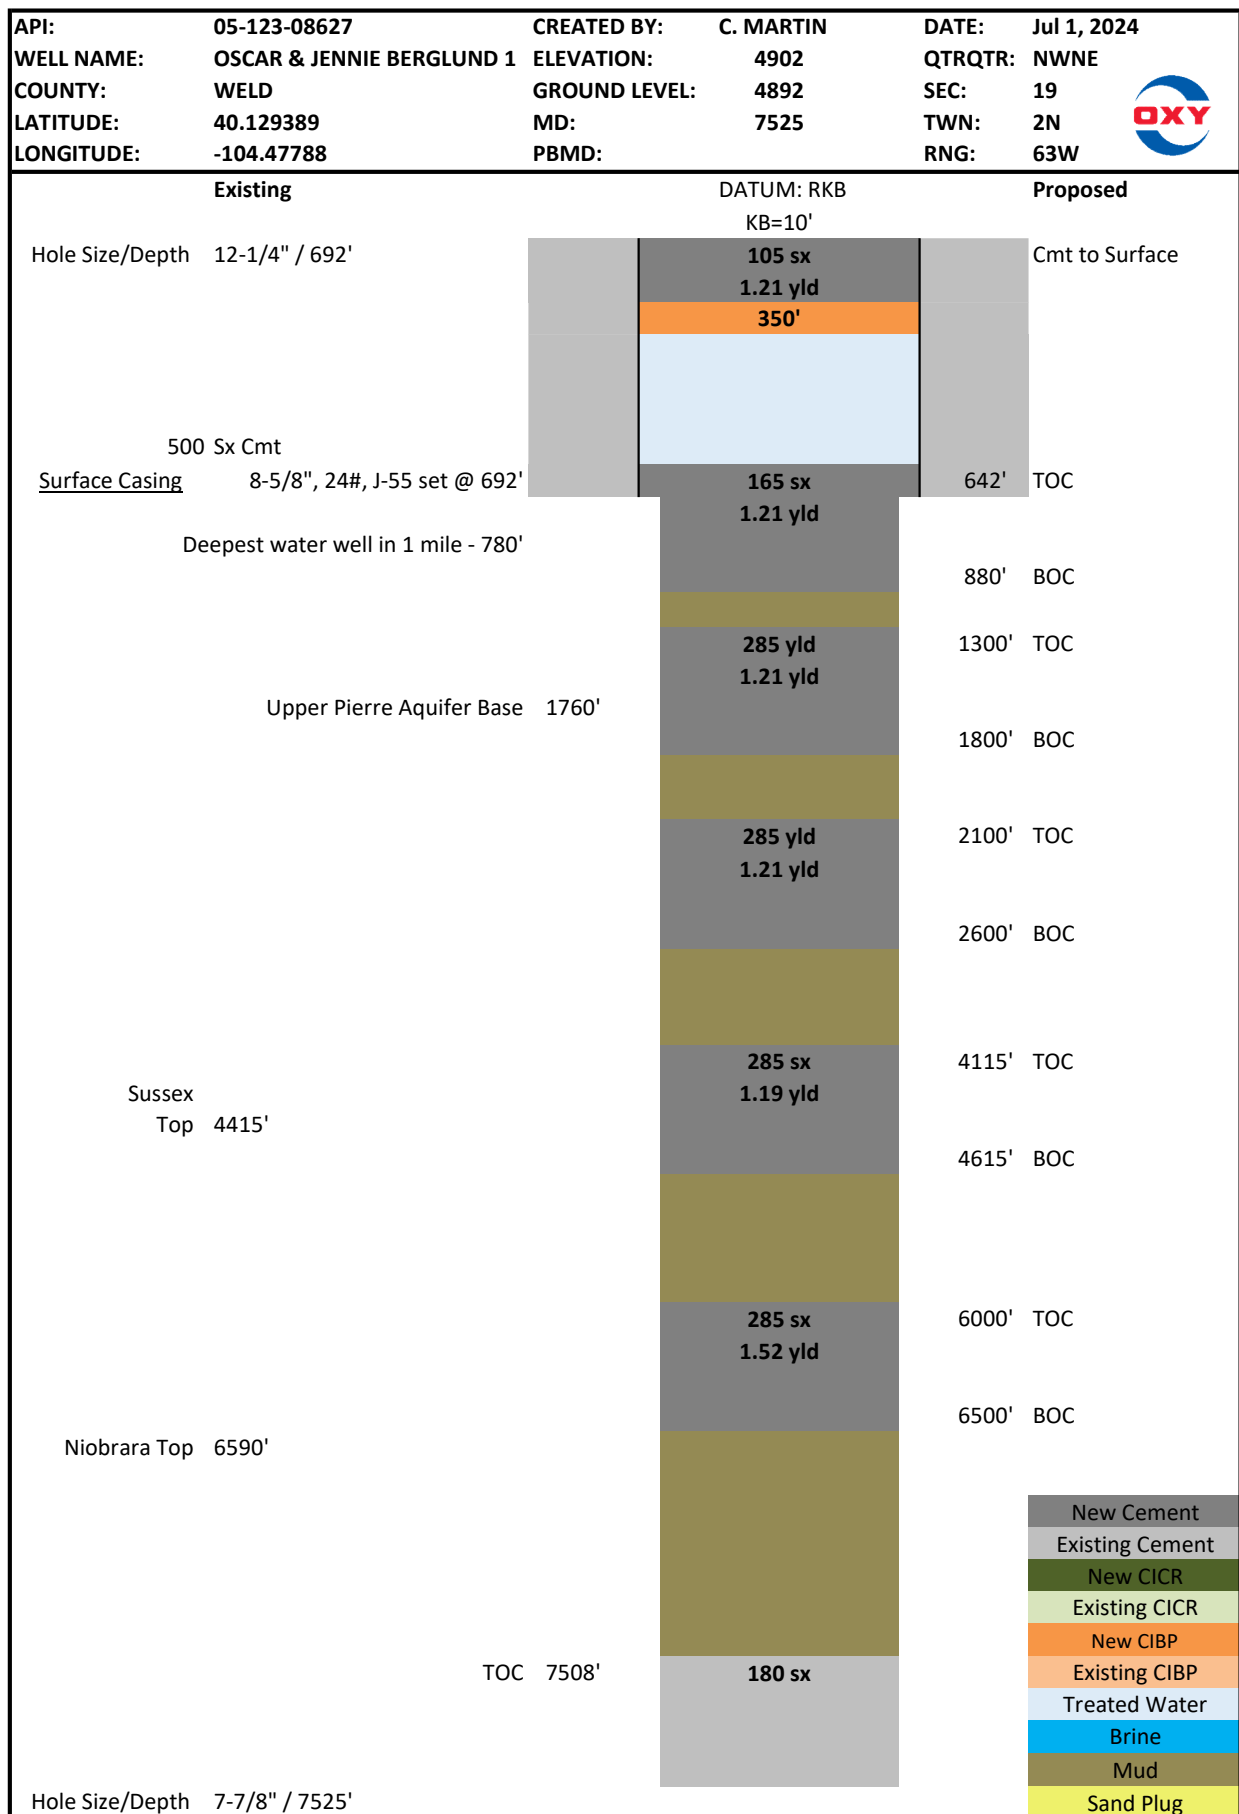 API: 05-123-08627 CREATED BY: C. MARTIN DATE: Jul 1, 2024
WELL NAME: OSCAR & JENNIE BERGLUND 1 ELEVATION: 4902 QTRQTR: NWNE
COUNTY: WELD GROUND LEVEL: 4892 SEC: 19
LATITUDE: 40.129389 MD: 7525 TWN: 2N
LONGITUDE: -104.47788 PBMD: RNG: 63W
OXY
Existing DATUM: RKB Proposed
KB=10'
Hole Size/Depth 12-1/4" / 692' 105 sx Cmt to Surface
1.21 yld
350'
500 Sx Cmt
Surface Casing 8-5/8", 24#, J-55 set @ 692' 165 sx 642' TOC
1.21 yld
Deepest water well in 1 mile - 780'
880' BOC
285 yld 1300' TOC
1.21 yld
Upper Pierre Aquifer Base 1760'
1800' BOC
285 yld 2100' TOC
1.21 yld
2600' BOC
285 sx 4115' TOC
Sussex 1.19 yld
Top 4415'
4615' BOC
285 sx 6000' TOC
1.52 yld
6500' BOC
Niobrara Top 6590'
New Cement
Existing Cement
New CICR
Existing CICR
New CIBP
TOC 7508' 180 sx Existing CIBP
Treated Water
Brine
Mud
Hole Size/Depth 7-7/8" / 7525' Sand Plug